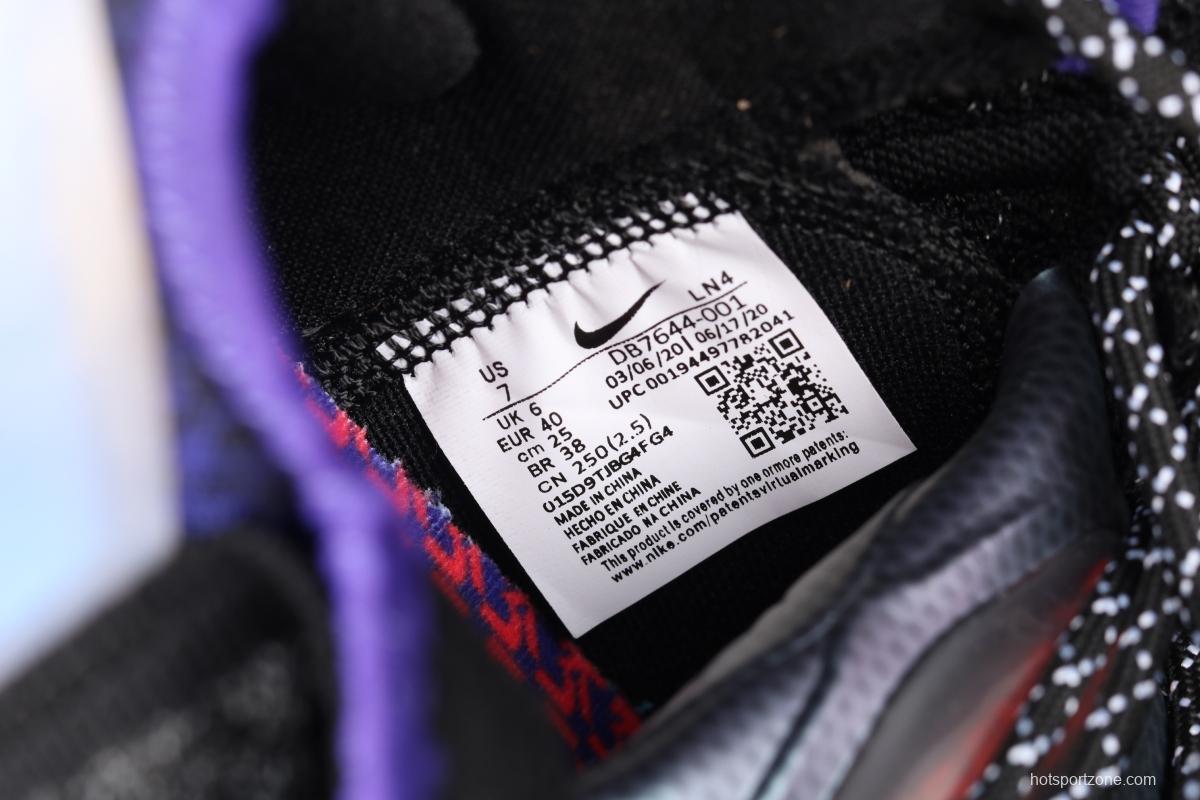 LN4
US
7
DB7644-001
03/06/20 | 06/17/20
UPC 00194497782041
UK 6
EUR 40
cm 25
BR 38
CN 250(2.5)
MADE IN CHINA
HECHO EN CHINA
FABRIQUE EN CHINE
FABRICADO NA CHINA
This product is covered by one ormore patents:
www.nike.com/patentsvirtualmarking
hotsportzone.com